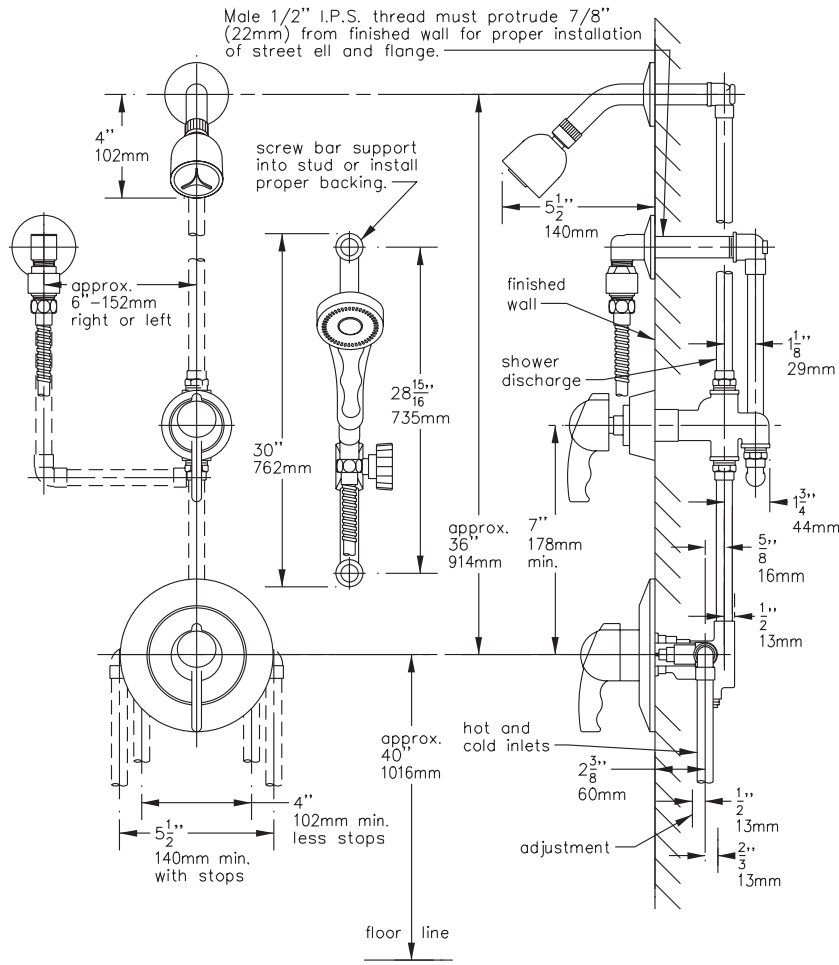 Male 1/2" I.P.S. thread must protrude 7/8"
(22mm) from finished wall for proper installation
of street ell and flange.
4"
102mm
screw bar support
into stud or install
proper backing.
5 1/2"
140mm
approx.
6"-152mm
right or left
finished
wall
shower
discharge
1 1/8"
29mm
28 15/16"
735mm
30"
762mm
approx.
36"
914mm
7"
178mm
min.
1 3/4"
44mm
5/8"
16mm
1/2"
13mm
hot and
cold inlets
approx.
40"
1016mm
2 3/8"
60mm
4"
102mm min.
less stops
5 1/2"
140mm min.
with stops
1/2"
13mm
adjustment
2/3"
13mm
floor line